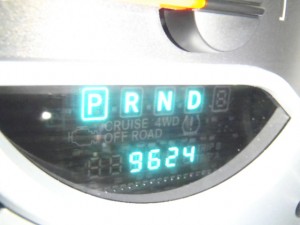 P R N D
CRUISE 4WD
OFF ROAD
9624